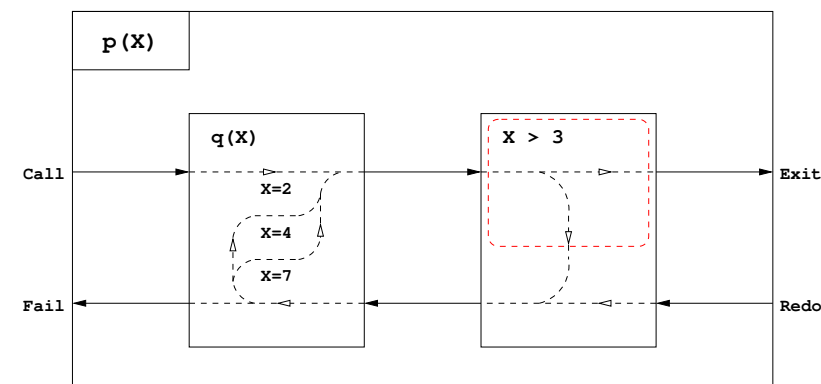 p(X)
q(X)
X > 3
Call
Exit
X=2
X=4
X=7
Fail
Redo